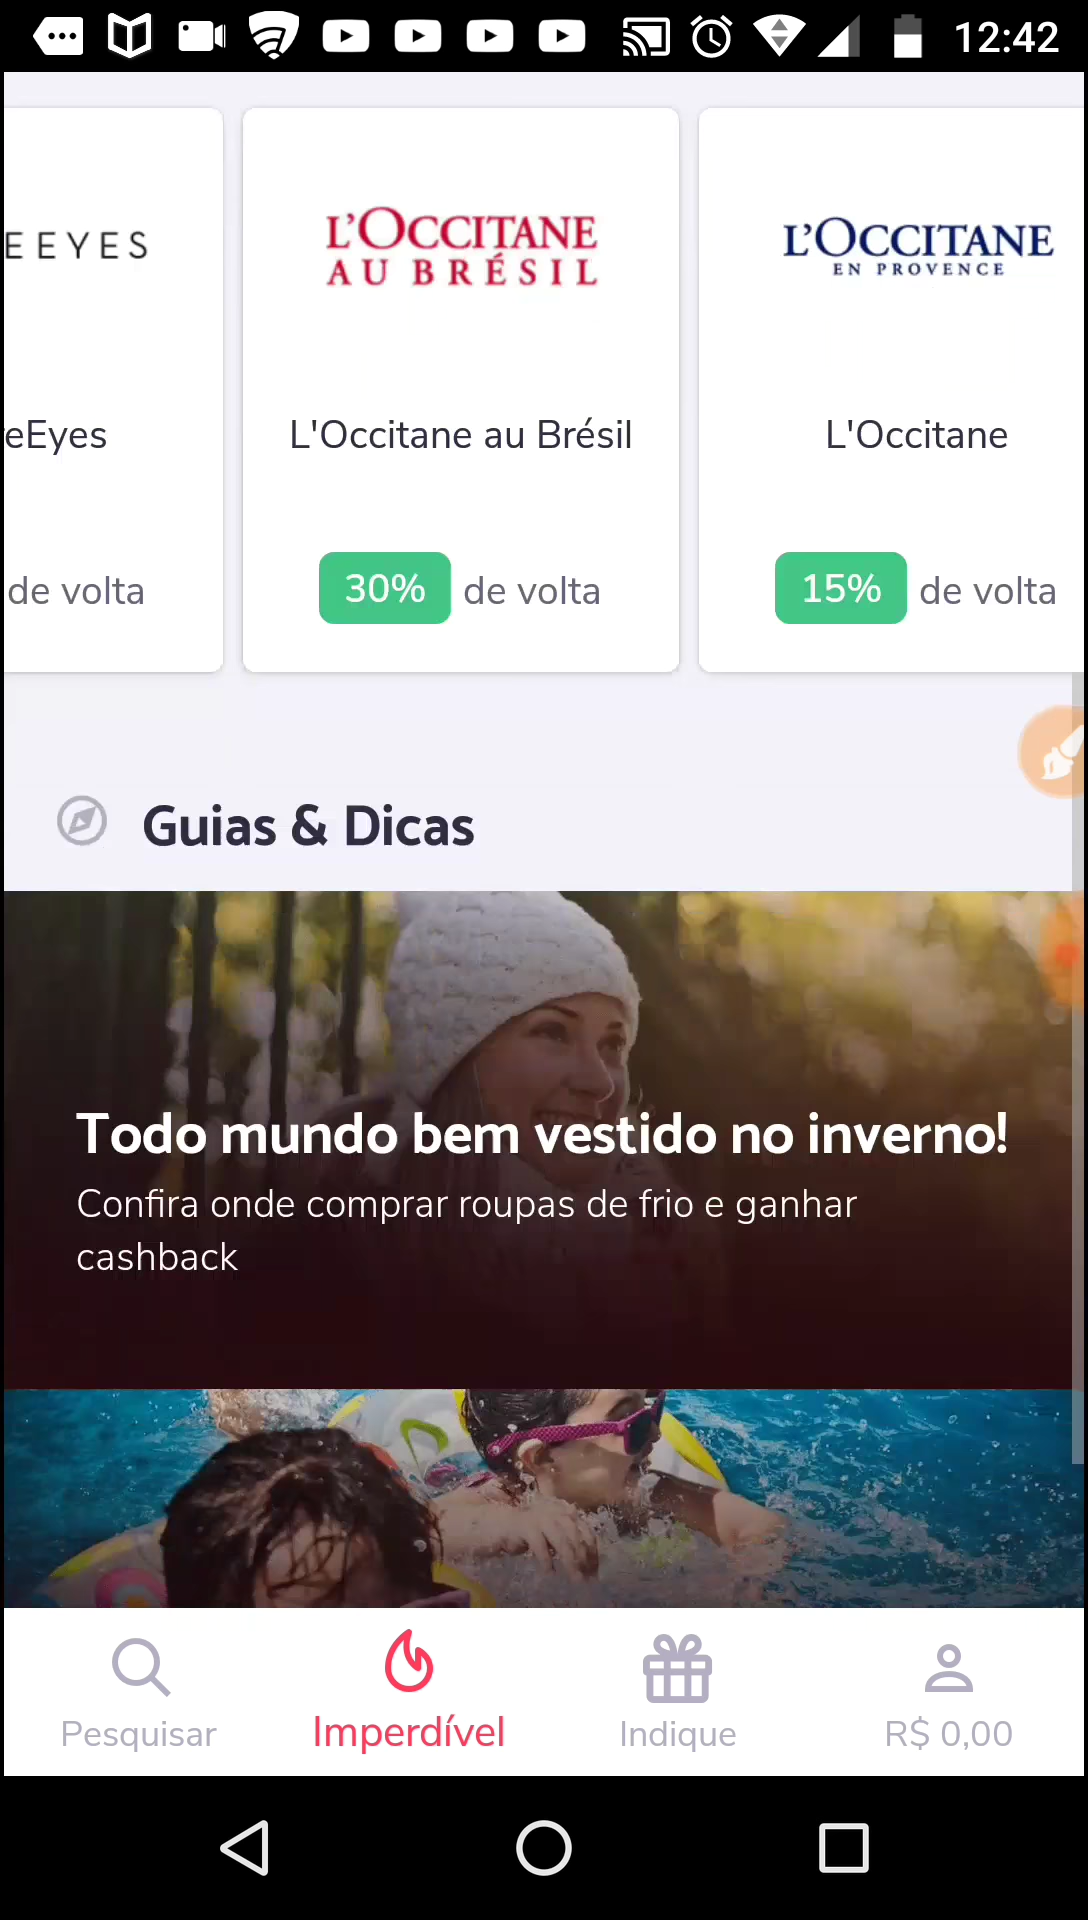 12:42
EEYES
L'OCCITANE
AU BRÉSIL
L'OCCITANE
EN PROVENCE
eEyes
L'Occitane au Brésil
L'Occitane
de volta
30% de volta
15% de volta
Guias & Dicas
Todo mundo bem vestido no inverno!
Confira onde comprar roupas de frio e ganhar
cashback
Pesquisar
Imperdível
Indique
R$ 0,00